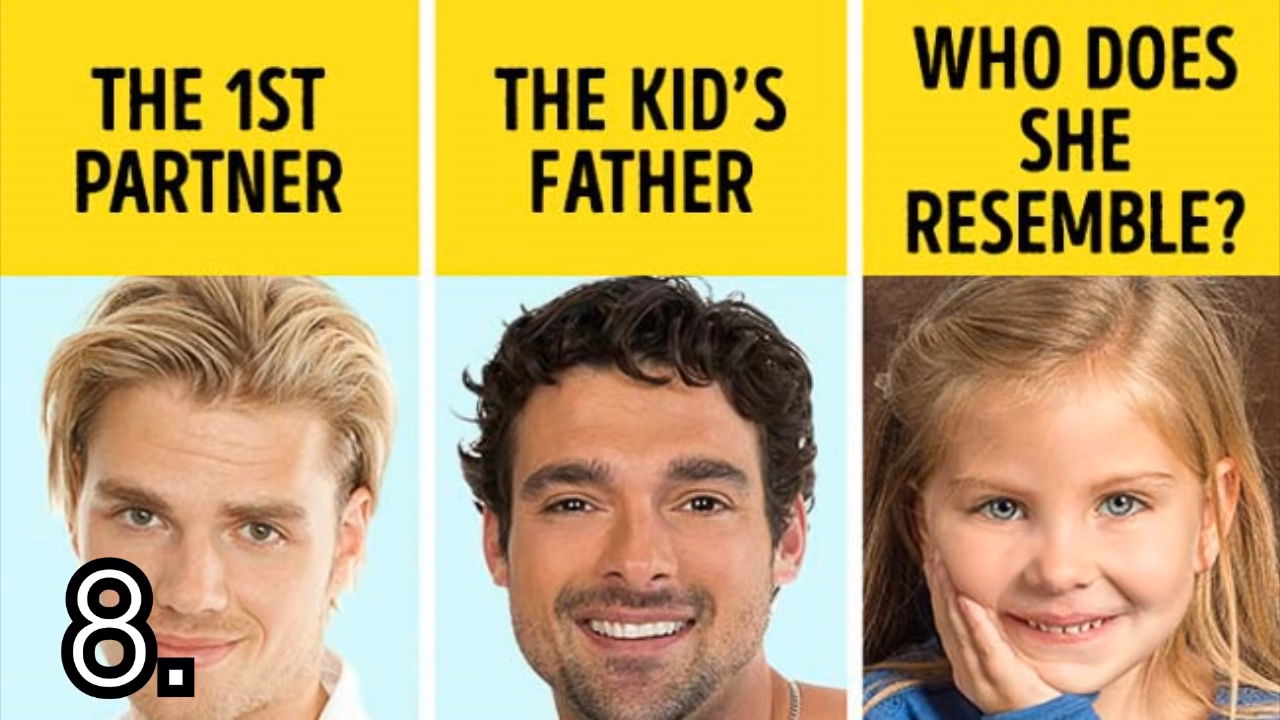 THE 1ST
PARTNER
THE KID'S
FATHER
WHO DOES
SHE
RESEMBLE?
8.